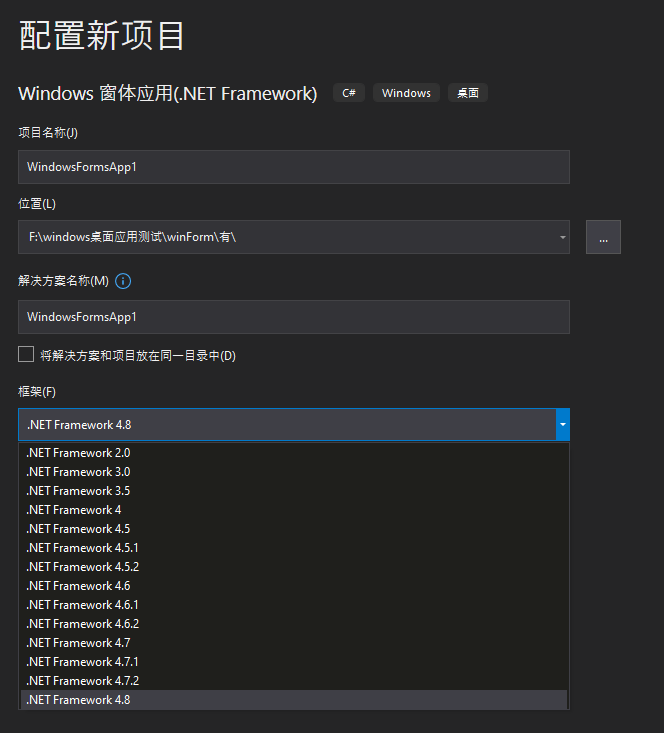 配置新项目
Windows 窗体应用(.NET Framework) C# Windows 桌面
项目名称(J)
WindowsFormsApp1
位置(L)
F:\windows桌面应用测试\winForm\有\ ...
解决方案名称(M)
WindowsFormsApp1
将解决方案和项目放在同一目录中(D)
框架(F)
.NET Framework 4.8
.NET Framework 2.0
.NET Framework 3.0
.NET Framework 3.5
.NET Framework 4
.NET Framework 4.5
.NET Framework 4.5.1
.NET Framework 4.5.2
.NET Framework 4.6
.NET Framework 4.6.1
.NET Framework 4.6.2
.NET Framework 4.7
.NET Framework 4.7.1
.NET Framework 4.7.2
.NET Framework 4.8